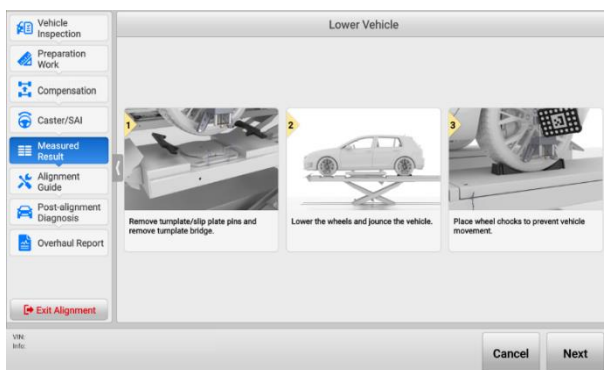 Lower Vehicle
Vehicle
Inspection
Preparation
Work
Compensation
Caster/SAI
Measured
Result
Alignment
Guide
Post-alignment
Diagnosis
Overhaul Report
Exit Alignment
1
Remove turnplate/slip plate pins and
remove turnplate bridge.
2
Lower the wheels and jounce the vehicle.
3
Place wheel chocks to prevent vehicle
movement.
VIN:
Info:
Cancel
Next